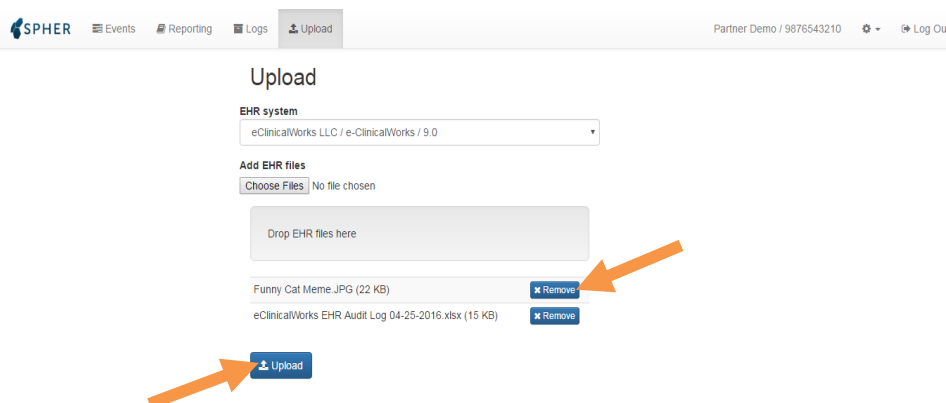 SPHER Events Reporting Logs Upload Partner Demo / 9876543210 Log Ou
Upload
EHR system
eClinicalWorks LLC / e-ClinicalWorks / 9.0
Add EHR files
Choose Files No file chosen
Drop EHR files here
Funny Cat Meme.JPG (22 KB) Remove
eClinicalWorks EHR Audit Log 04-25-2016.xlsx (15 KB) Remove
Upload